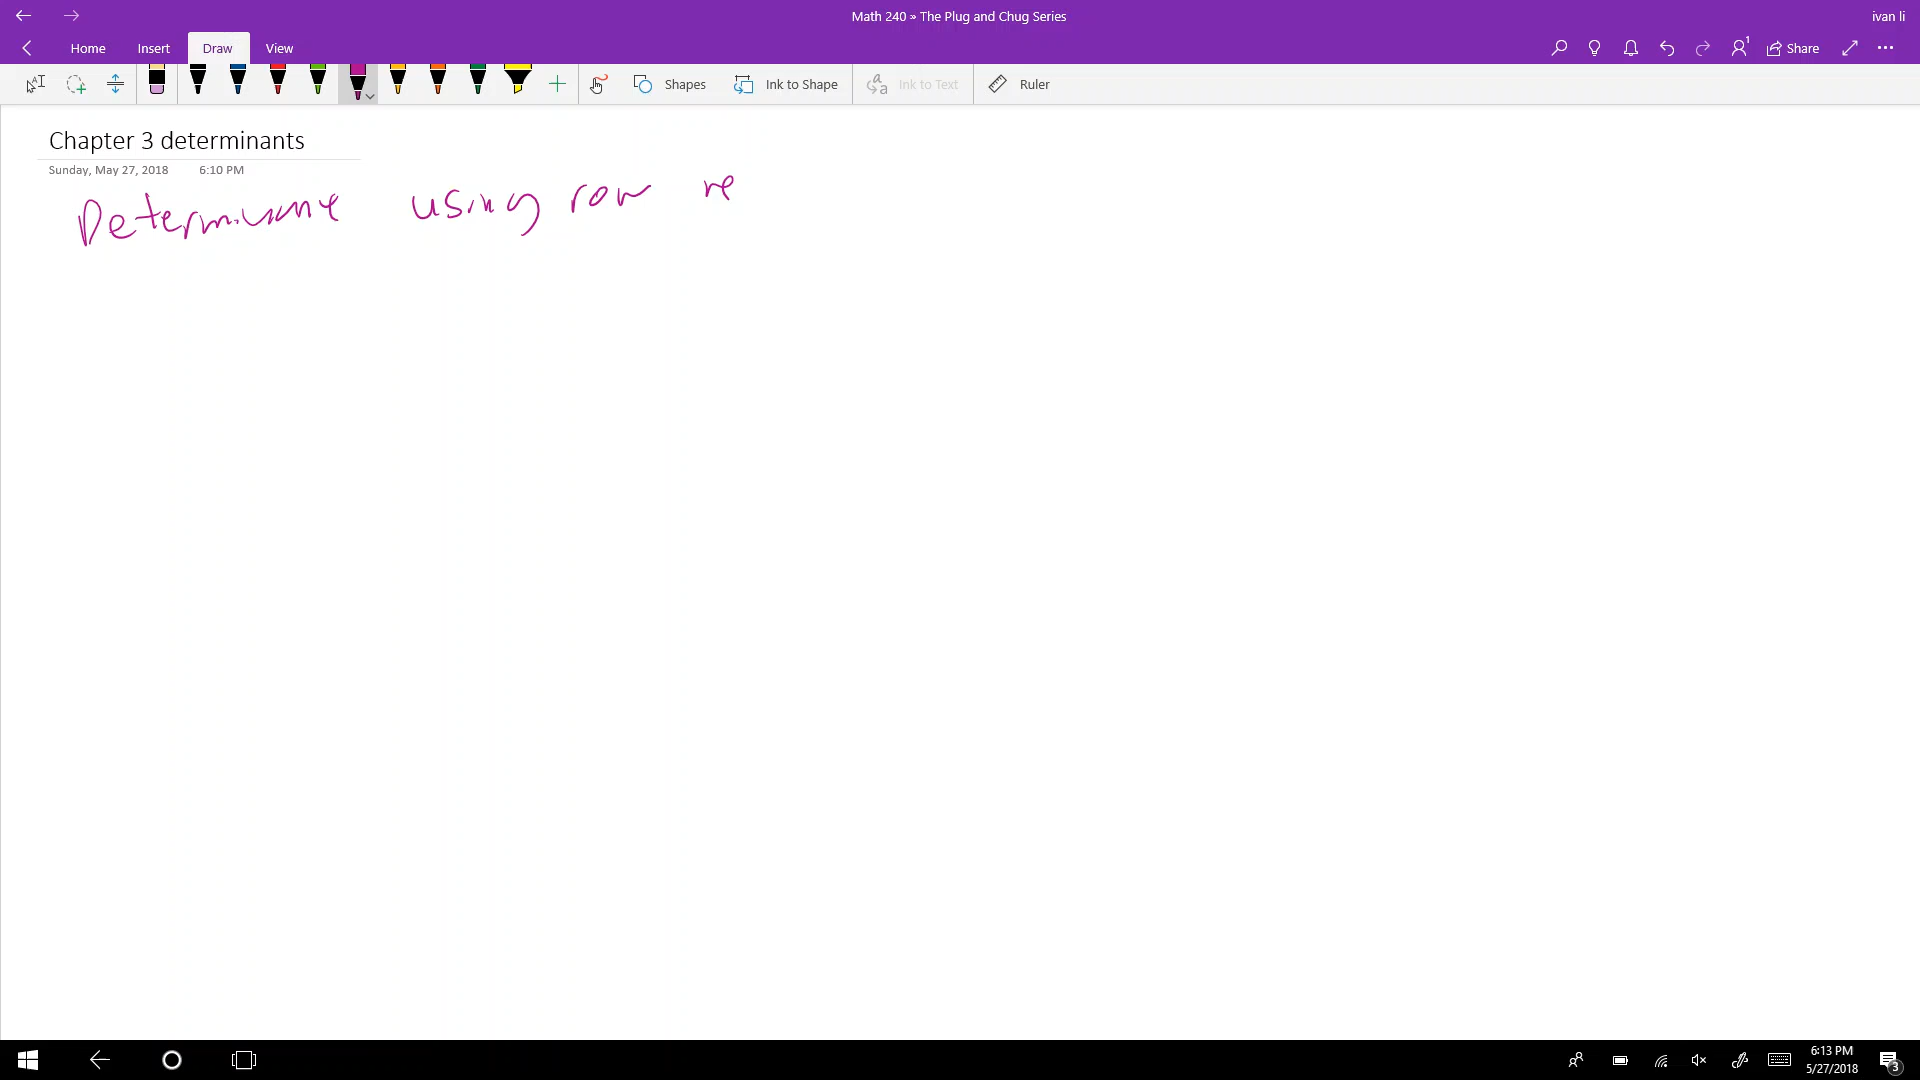 Math 240 » The Plug and Chug Series
ivan li
Home Insert Draw View
Share
Shapes Ink to Shape Ink to Text Ruler
Chapter 3 determinants
Sunday, May 27, 2018 6:10 PM
Determinant using row re
6:13 PM
5/27/2018
3